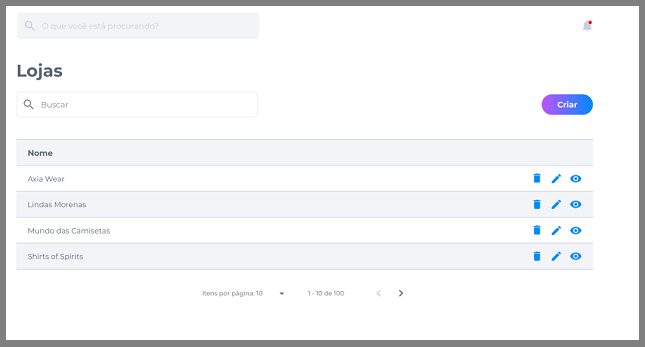 O que você está procurando?
Lojas
Buscar
Criar
Nome
Axia Wear
Lindas Morenas
Mundo das Camisetas
Shirts of Spirits
Itens por página: 10 1 - 10 de 100